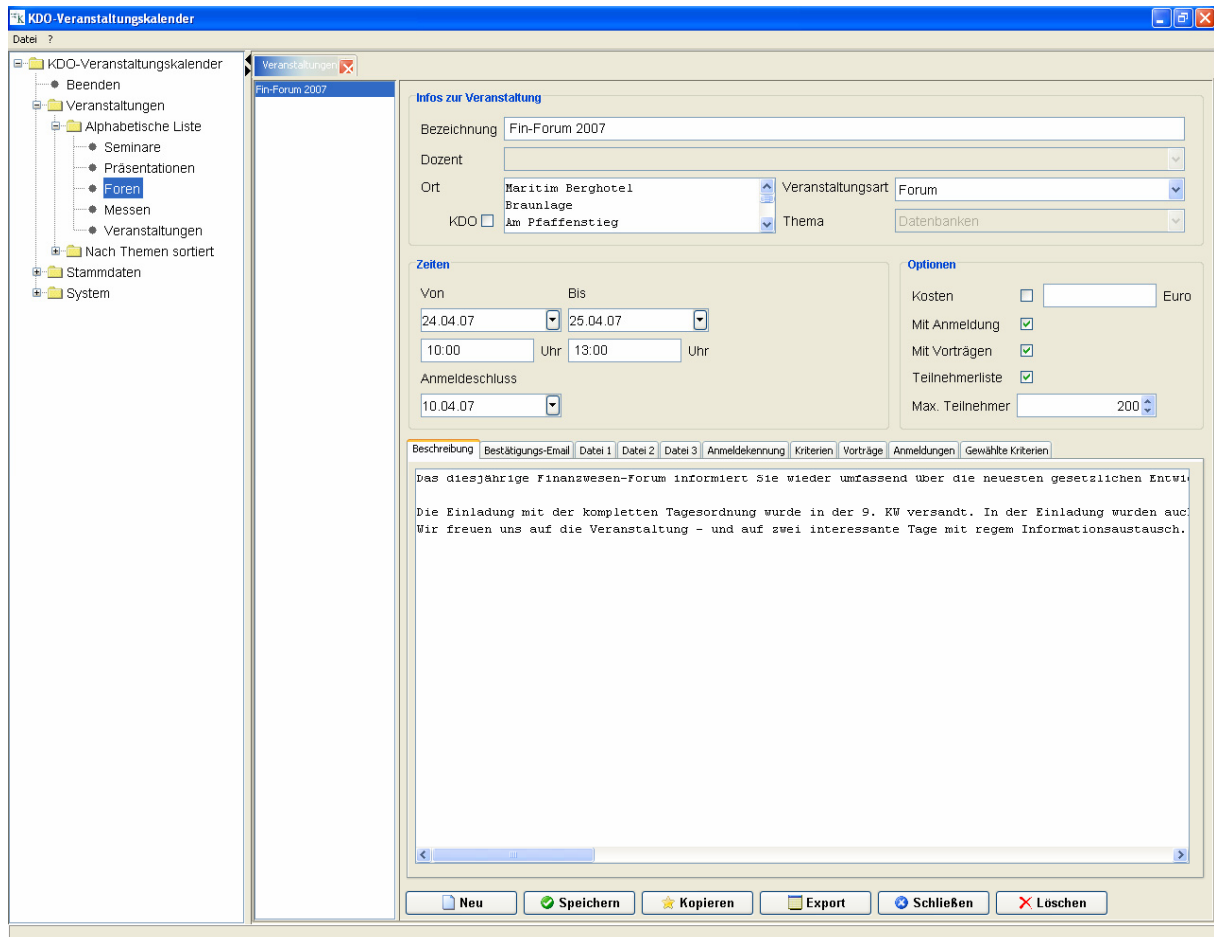 KDO-Veranstaltungskalender
Datei ?
KDO-Veranstaltungskalender
Beenden
Veranstaltungen
Alphabetische Liste
Seminare
Präsentationen
Foren
Messen
Veranstaltungen
Nach Themen sortiert
Stammdaten
System
Veranstaltungen
Fin-Forum 2007
Infos zur Veranstaltung
Bezeichnung Fin-Forum 2007
Dozent
Ort Maritim Berghotel
Braunlage
Am Pfaffenstieg
KDO
Veranstaltungsart Forum
Thema Datenbanken
Zeiten
Von Bis
24.04.07 25.04.07
10:00 Uhr 13:00 Uhr
Anmeldeschluss
10.04.07
Optionen
Kosten Euro
Mit Anmeldung
Mit Vorträgen
Teilnehmerliste
Max. Teilnehmer 200
Beschreibung Bestätigungs-Email Datei 1 Datei 2 Datei 3 Anmeldekennung Kriterien Vorträge Anmeldungen Gewählte Kriterien
Das diesjährige Finanzwesen-Forum informiert Sie wieder umfassend über die neuesten gesetzlichen Entwi
Die Einladung mit der kompletten Tagesordnung wurde in der 9. KW versandt. In der Einladung wurden auc
Wir freuen uns auf die Veranstaltung - und auf zwei interessante Tage mit regem Informationsaustausch.
Neu Speichern Kopieren Export Schließen Löschen